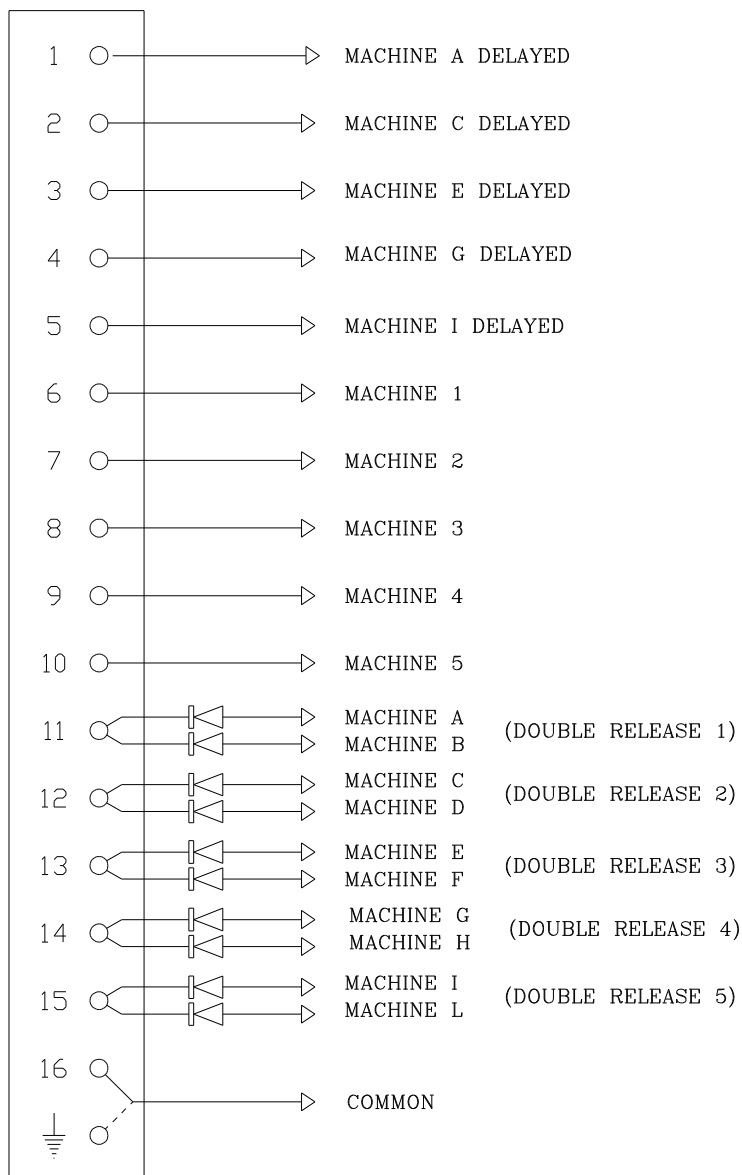 1 MACHINE A DELAYED
2 MACHINE C DELAYED
3 MACHINE E DELAYED
4 MACHINE G DELAYED
5 MACHINE I DELAYED
6 MACHINE 1
7 MACHINE 2
8 MACHINE 3
9 MACHINE 4
10 MACHINE 5
MACHINE A
11 (DOUBLE RELEASE 1)
MACHINE B
MACHINE C
12 (DOUBLE RELEASE 2)
MACHINE D
MACHINE E
13 (DOUBLE RELEASE 3)
MACHINE F
MACHINE G
14 (DOUBLE RELEASE 4)
MACHINE H
MACHINE I
15 (DOUBLE RELEASE 5)
MACHINE L
16
COMMON